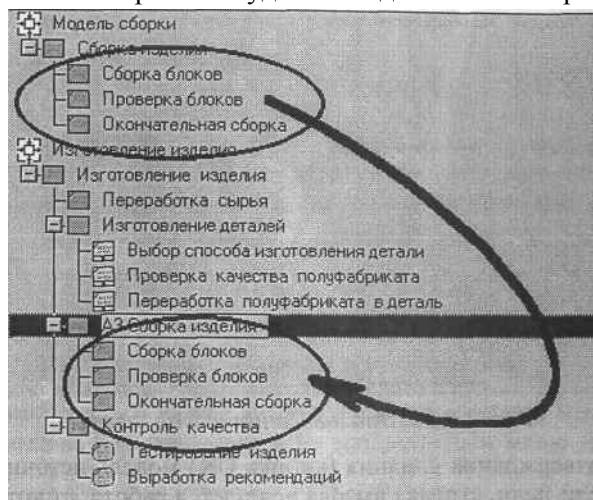 Модель сборки
Сборка изделия
Сборка блоков
Проверка блоков
Окончательная сборка
Изготовление изделия
Изготовление изделия
Переработка сырья
Изготовление деталей
Выбор способа изготовления детали
Проверка качества полуфабриката
Переработка полуфабриката в деталь
А3 Сборка изделия
Сборка блоков
Проверка блоков
Окончательная сборка
Контроль качества
Тестирование изделия
Выработка рекомендаций